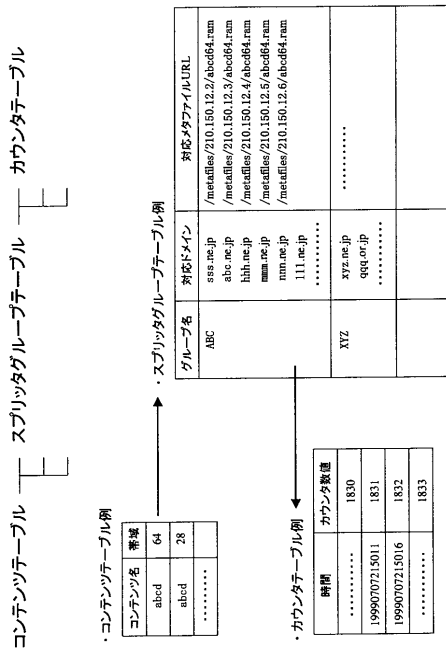 コンテンツテーブル スプリッタグループテーブル カウンタテーブル
・コンテンツテーブル例
コンテンツ名 帯域
abcd 64
abcd 28
・・・・・・・・・・
・スプリッタグループテーブル例
グループ名 対応ドメイン 対応メタファイルURL
ABC sss.ne.jp /metafiles/210.150.12.2/abcd64.ram
abc.ne.jp /metafiles/210.150.12.3/abcd64.ram
hhh.ne.jp /metafiles/210.150.12.4/abcd64.ram
mmm.ne.jp /metafiles/210.150.12.5/abcd64.ram
nnn.ne.jp /metafiles/210.150.12.6/abcd64.ram
111.ne.jp
・・・・・・・・・・
XYZ xyz.ne.jp ・・・・・・・・・・
qqq.or.jp
・・・・・・・・・・
・カウンタテーブル例
時間 カウンタ数値
・・・・・・・・・・ 1830
19990707215011 1831
19990707215016 1832
・・・・・・・・・・ 1833